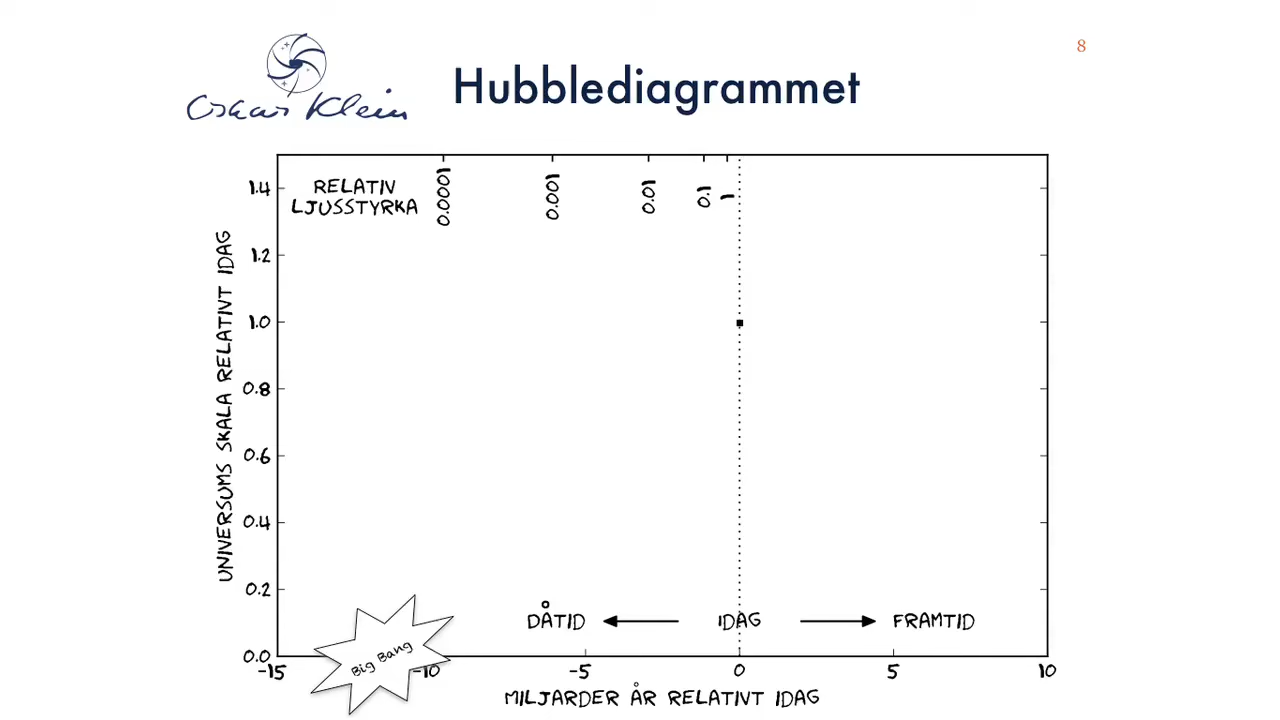 8
Oskar Klein
Hubblediagrammet
RELATIV
LJUSSTYRKA
0.0001
0.001
0.01
0.1
1
1.4
1.2
1.0
0.8
0.6
0.4
0.2
0.0
UNIVERSUMS SKALA RELATIVT IDAG
DÅTID
IDAG
FRAMTID
Big Bang
-15
-10
-5
0
5
10
MILJARDER ÅR RELATIVT IDAG